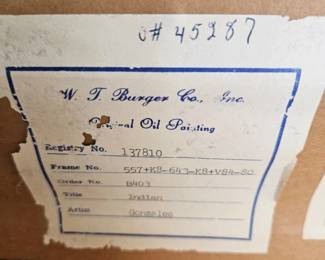 O# 45287
W. T. Burger Co., Inc.
Original Oil Painting
Registry No. 137810
Frame No. 557+K8-643-K8+V84-80
Order No. B403
Title Indian
Artist Gonzales